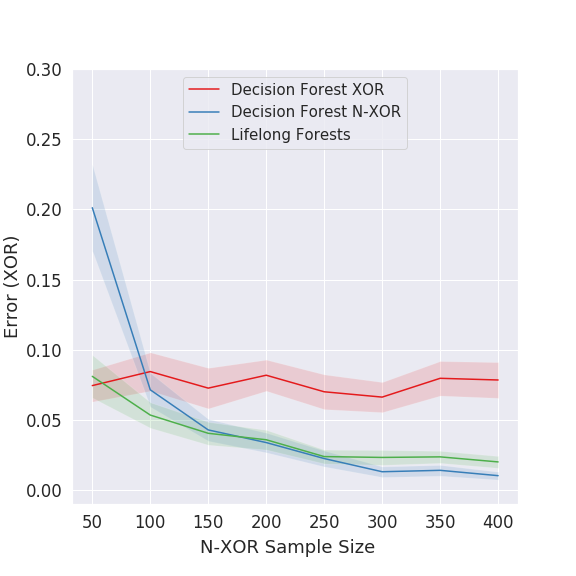 Decision Forest XOR
Decision Forest N-XOR
Lifelong Forests
Error (XOR)
0.30
0.25
0.20
0.15
0.10
0.05
0.00
50 100 150 200 250 300 350 400
N-XOR Sample Size